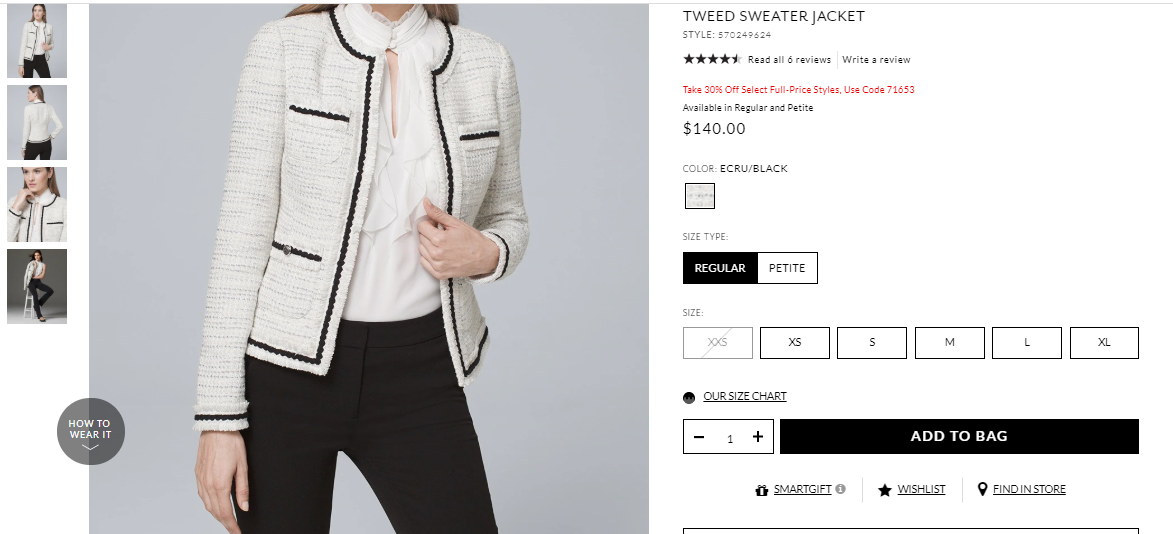 TWEED SWEATER JACKET
STYLE: 570249624
Read all 6 reviews
Write a review
Take 30% Off Select Full-Price Styles, Use Code 71653
Available in Regular and Petite
$140.00
COLOR: ECRU/BLACK
SIZE TYPE:
REGULAR
PETITE
SIZE:
XXS
XS
S
M
L
XL
OUR SIZE CHART
HOW TO
WEAR IT
1
ADD TO BAG
SMARTGIFT
WISHLIST
FIND IN STORE